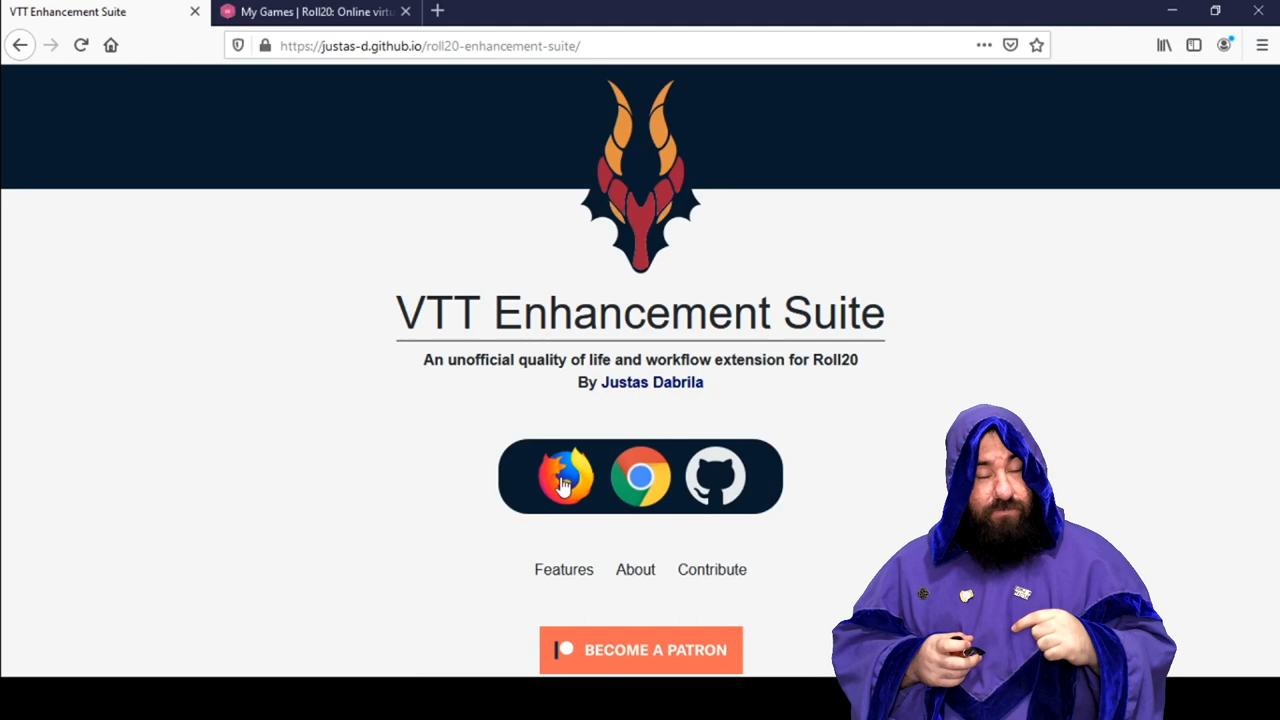 VTT Enhancement Suite
My Games | Roll20: Online virtu
https://justas-d.github.io/roll20-enhancement-suite/
VTT Enhancement Suite
An unofficial quality of life and workflow extension for Roll20
By Justas Dabrila
Features About Contribute
BECOME A PATRON